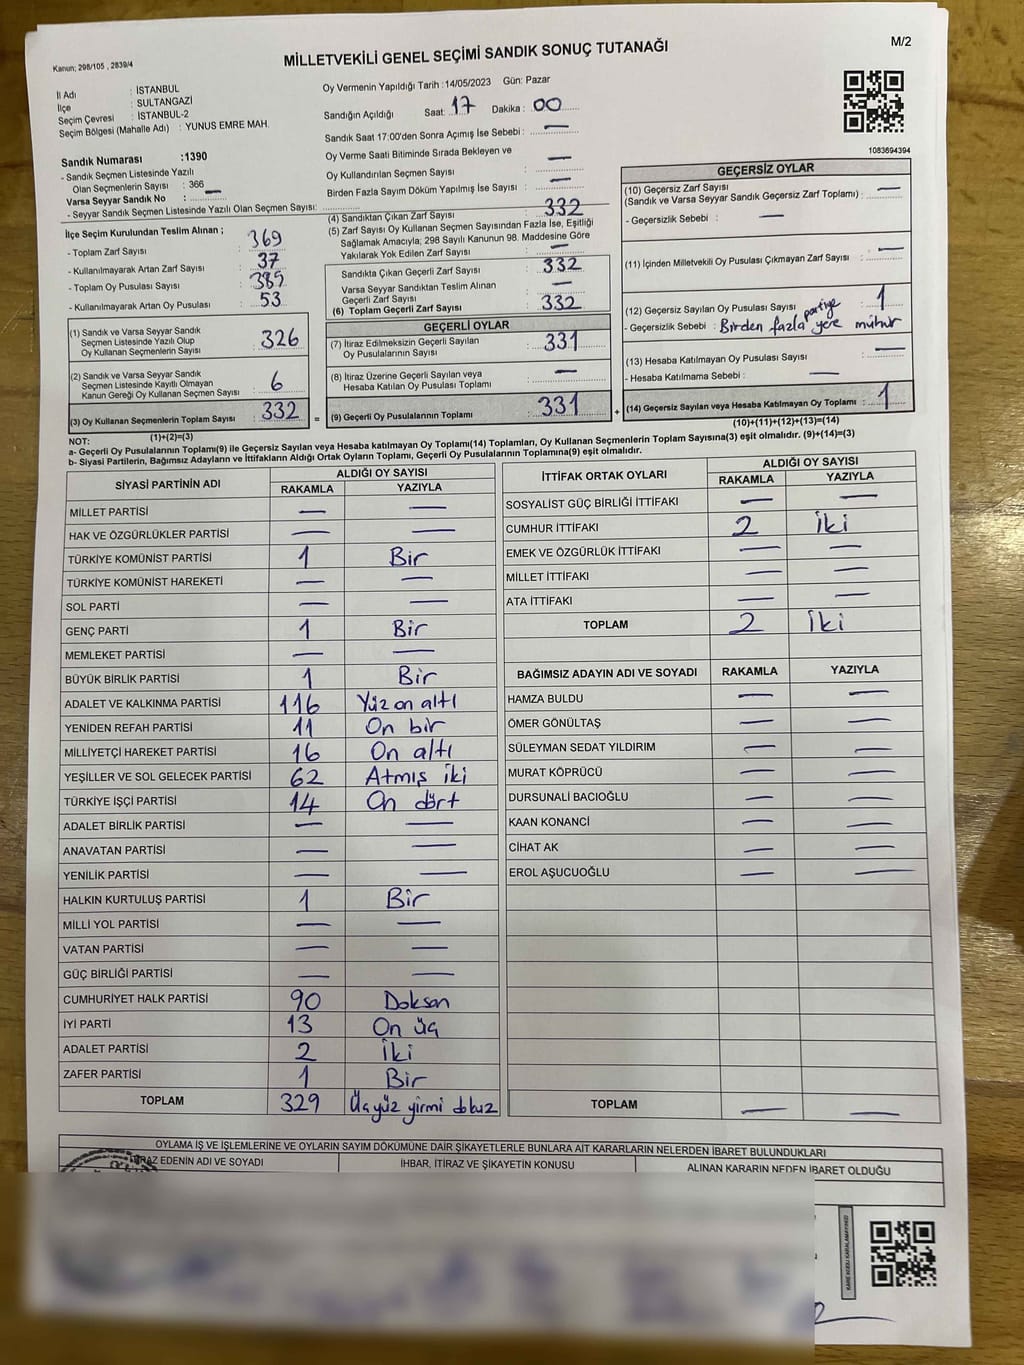 M/2
Kanun; 298/105 , 2839/4
MİLLETVEKİLİ GENEL SEÇİMİ SANDIK SONUÇ TUTANAĞI
İl Adı : İSTANBUL
İlçe : SULTANGAZİ
Seçim Çevresi : İSTANBUL-2
Seçim Bölgesi (Mahalle Adı) : YUNUS EMRE MAH.
Oy Vermenin Yapıldığı Tarih : 14/05/2023 Gün: Pazar
Sandığın Açıldığı Saat: 17 Dakika : 00
Sandık Saat 17:00'den Sonra Açımış İse Sebebi : —
Oy Verme Saati Bitiminde Sırada Bekleyen ve
Oy Kullandırılan Seçmen Sayısı : —
Birden Fazla Sayım Döküm Yapılmış İse Sayısı : —
1083694394
Sandık Numarası :1390
- Sandık Seçmen Listesinde Yazılı
Olan Seçmenlerin Sayısı : 366
Varsa Seyyar Sandık No : —
- Seyyar Sandık Seçmen Listesinde Yazılı Olan Seçmen Sayısı:
İlçe Seçim Kurulundan Teslim Alınan ;
- Toplam Zarf Sayısı : 369
- Kullanılmayarak Artan Zarf Sayısı : 37
- Toplam Oy Pusulası Sayısı : 385
- Kullanılmayarak Artan Oy Pusulası : 53
(1) Sandık ve Varsa Seyyar Sandık
Seçmen Listesinde Yazılı Olup
Oy Kullanan Seçmenlerin Sayısı : 326
(2) Sandık ve Varsa Seyyar Sandık
Seçmen Listesinde Kayıtlı Olmayan
Kanun Gereği Oy Kullanan Seçmen Sayısı : 6
(3) Oy Kullanan Seçmenlerin Toplam Sayısı : 332
(1)+(2)=(3)
(4) Sandıktan Çıkan Zarf Sayısı : 332
(5) Zarf Sayısı Oy Kullanan Seçmen Sayısından Fazla İse, Eşitliği
Sağlamak Amacıyla; 298 Sayılı Kanunun 98. Maddesine Göre
Yakılarak Yok Edilen Zarf Sayısı : —
Sandıkta Çıkan Geçerli Zarf Sayısı : 332
Varsa Seyyar Sandıktan Teslim Alınan
Geçerli Zarf Sayısı : —
(6) Toplam Geçerli Zarf Sayısı : 332
GEÇERLİ OYLAR
(7) İtiraz Edilmeksizin Geçerli Sayılan
Oy Pusulalarının Sayısı : 331
(8) İtiraz Üzerine Geçerli Sayılan veya
Hesaba Katılan Oy Pusulası Toplamı : —
= (9) Geçerli Oy Pusulalarının Toplamı : 331
GEÇERSİZ OYLAR
(10) Geçersiz Zarf Sayısı
(Sandık ve Varsa Seyyar Sandık Geçersiz Zarf Toplamı) : —
- Geçersizlik Sebebi : —
(11) İçinden Milletvekili Oy Pusulası Çıkmayan Zarf Sayısı : —
(12) Geçersiz Sayılan Oy Pusulası Sayısı : 1
- Geçersizlik Sebebi : Birden fazla partiye yere mühür
(13) Hesaba Katılmayan Oy Pusulası Sayısı : —
- Hesaba Katılmama Sebebi : —
+ (14) Geçersiz Sayılan veya Hesaba Katılmayan Oy Toplamı : 1
(10)+(11)+(12)+(13)=(14)
NOT:
a- Geçerli Oy Pusulalarının Toplamı(9) ile Geçersiz Sayılan veya Hesaba katılmayan Oy Toplamı(14) Toplamları, Oy Kullanan Seçmenlerin Toplam Sayısına(3) eşit olmalıdır. (9)+(14)=(3)
b- Siyasi Partilerin, Bağımsız Adayların ve İttifakların Aldığı Ortak Oyların Toplamı, Geçerli Oy Pusulalarının Toplamına(9) eşit olmalıdır.
SİYASİ PARTİNİN ADI ALDIĞI OY SAYISI
RAKAMLA YAZIYLA
MİLLET PARTİSİ — —
HAK VE ÖZGÜRLÜKLER PARTİSİ — —
TÜRKİYE KOMÜNİST PARTİSİ 1 Bir
TÜRKİYE KOMÜNİST HAREKETİ — —
SOL PARTİ — —
GENÇ PARTİ 1 Bir
MEMLEKET PARTİSİ — —
BÜYÜK BİRLİK PARTİSİ 1 Bir
ADALET VE KALKINMA PARTİSİ 116 Yüz on altı
YENİDEN REFAH PARTİSİ 11 On bir
MİLLİYETÇİ HAREKET PARTİSİ 16 On altı
YEŞİLLER VE SOL GELECEK PARTİSİ 62 Atmış iki
TÜRKİYE İŞÇİ PARTİSİ 14 On dört
ADALET BİRLİK PARTİSİ — —
ANAVATAN PARTİSİ — —
YENİLİK PARTİSİ — —
HALKIN KURTULUŞ PARTİSİ 1 Bir
MİLLİ YOL PARTİSİ — —
VATAN PARTİSİ — —
GÜÇ BİRLİĞİ PARTİSİ — —
CUMHURİYET HALK PARTİSİ 90 Doksan
İYİ PARTİ 13 On üç
ADALET PARTİSİ 2 İki
ZAFER PARTİSİ 1 Bir
TOPLAM 329 Üçyüz yirmi dokuz
İTTİFAK ORTAK OYLARI ALDIĞI OY SAYISI
RAKAMLA YAZIYLA
SOSYALİST GÜÇ BİRLİĞİ İTTİFAKI — —
CUMHUR İTTİFAKI 2 İki
EMEK VE ÖZGÜRLÜK İTTİFAKI — —
MİLLET İTTİFAKI — —
ATA İTTİFAKI — —
TOPLAM 2 İki
BAĞIMSIZ ADAYIN ADI VE SOYADI RAKAMLA YAZIYLA
HAMZA BULDU — —
ÖMER GÖNÜLTAŞ — —
SÜLEYMAN SEDAT YILDIRIM — —
MURAT KÖPRÜCÜ — —
DURSUNALİ BACIOĞLU — —
KAAN KONANCİ — —
CİHAT AK — —
EROL AŞUCUOĞLU — —
TOPLAM — —
OYLAMA İŞ VE İŞLEMLERİNE VE OYLARIN SAYIM DÖKÜMÜNE DAİR ŞİKAYETLERLE BUNLARA AİT KARARLARIN NELERDEN İBARET BULUNDUKLARI
EDENİN ADI VE SOYADI İHBAR, İTİRAZ VE ŞİKAYETİN KONUSU ALINAN KARARIN NEDEN İBARET OLDUĞU
KARE KODU KARALAMAYINIZ!